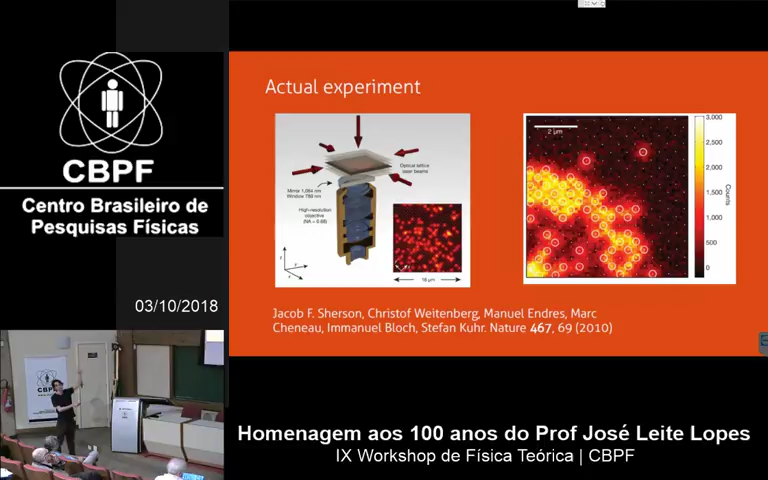 CBPF
Centro Brasileiro de
Pesquisas Físicas
03/10/2018
Actual experiment
Optical lattice
laser beams
Mirror 1,064 nm
Window 780 nm
High-resolution
objective
(NA = 0.68)
16 µm
2 µm
3,000
2,500
2,000
1,500
1,000
500
0
Counts
Jacob F. Sherson, Christof Weitenberg, Manuel Endres, Marc
Cheneau, Immanuel Bloch, Stefan Kuhr. Nature 467, 69 (2010)
CBPF
Homenagem aos 100 anos do Prof José Leite Lopes
IX Workshop de Física Teórica | CBPF